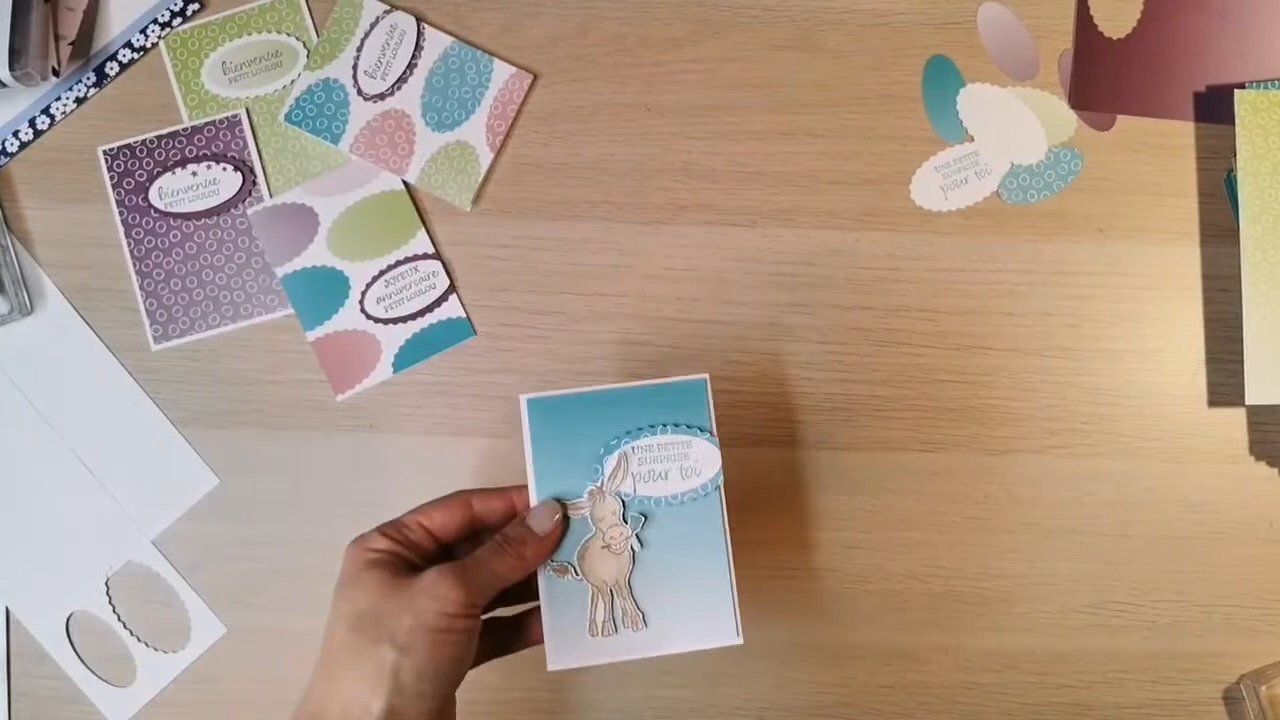 bienvenue
PETIT LOULOU
bienvenue
PETIT LOULOU
bienvenue
PETIT LOULOU
JOYEUX
anniversaire
PETIT LOULOU
UNE PETITE
SURPRISE
pour toi
UNE PETITE
SURPRISE
pour toi